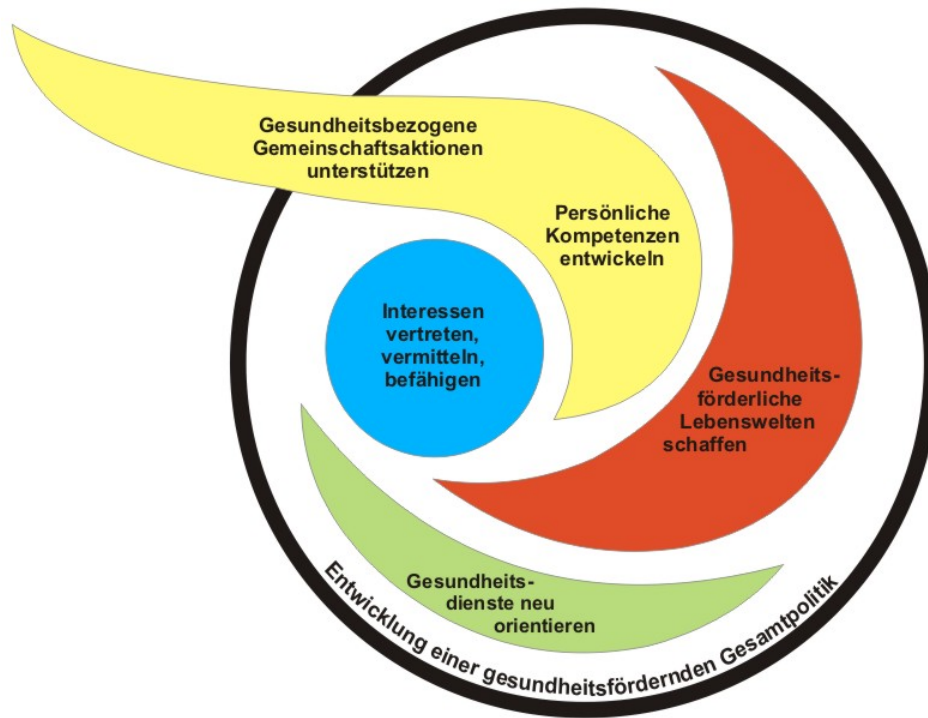 Gesundheitsbezogene
Gemeinschaftsaktionen
unterstützen
Persönliche
Kompetenzen
entwickeln
Interessen
vertreten,
vermitteln,
befähigen
Gesundheits-
förderliche
Lebenswelten
schaffen
Gesundheits-
dienste neu
orientieren
Entwicklung einer gesundheitsfördernden Gesamtpolitik